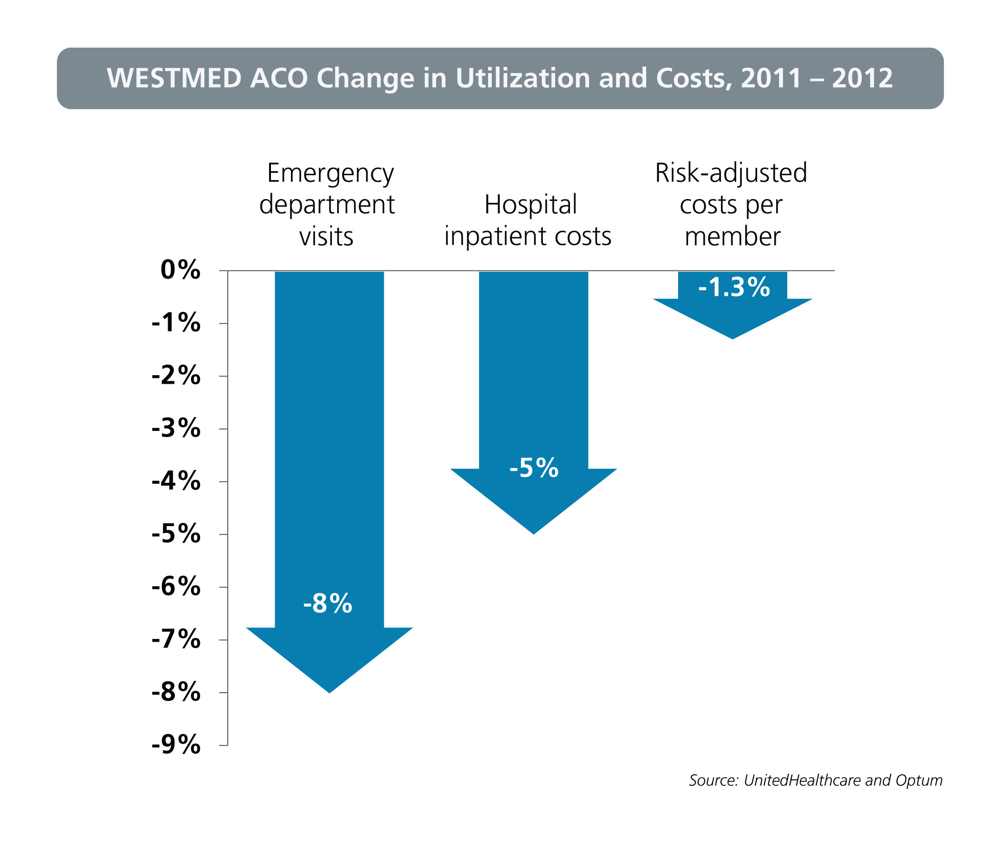 WESTMED ACO Change in Utilization and Costs, 2011 – 2012
Emergency
department
visits
Hospital
inpatient costs
Risk-adjusted
costs per
member
0%
-1%
-2%
-3%
-4%
-5%
-6%
-7%
-8%
-9%
-8%
-5%
-1.3%
Source: UnitedHealthcare and Optum